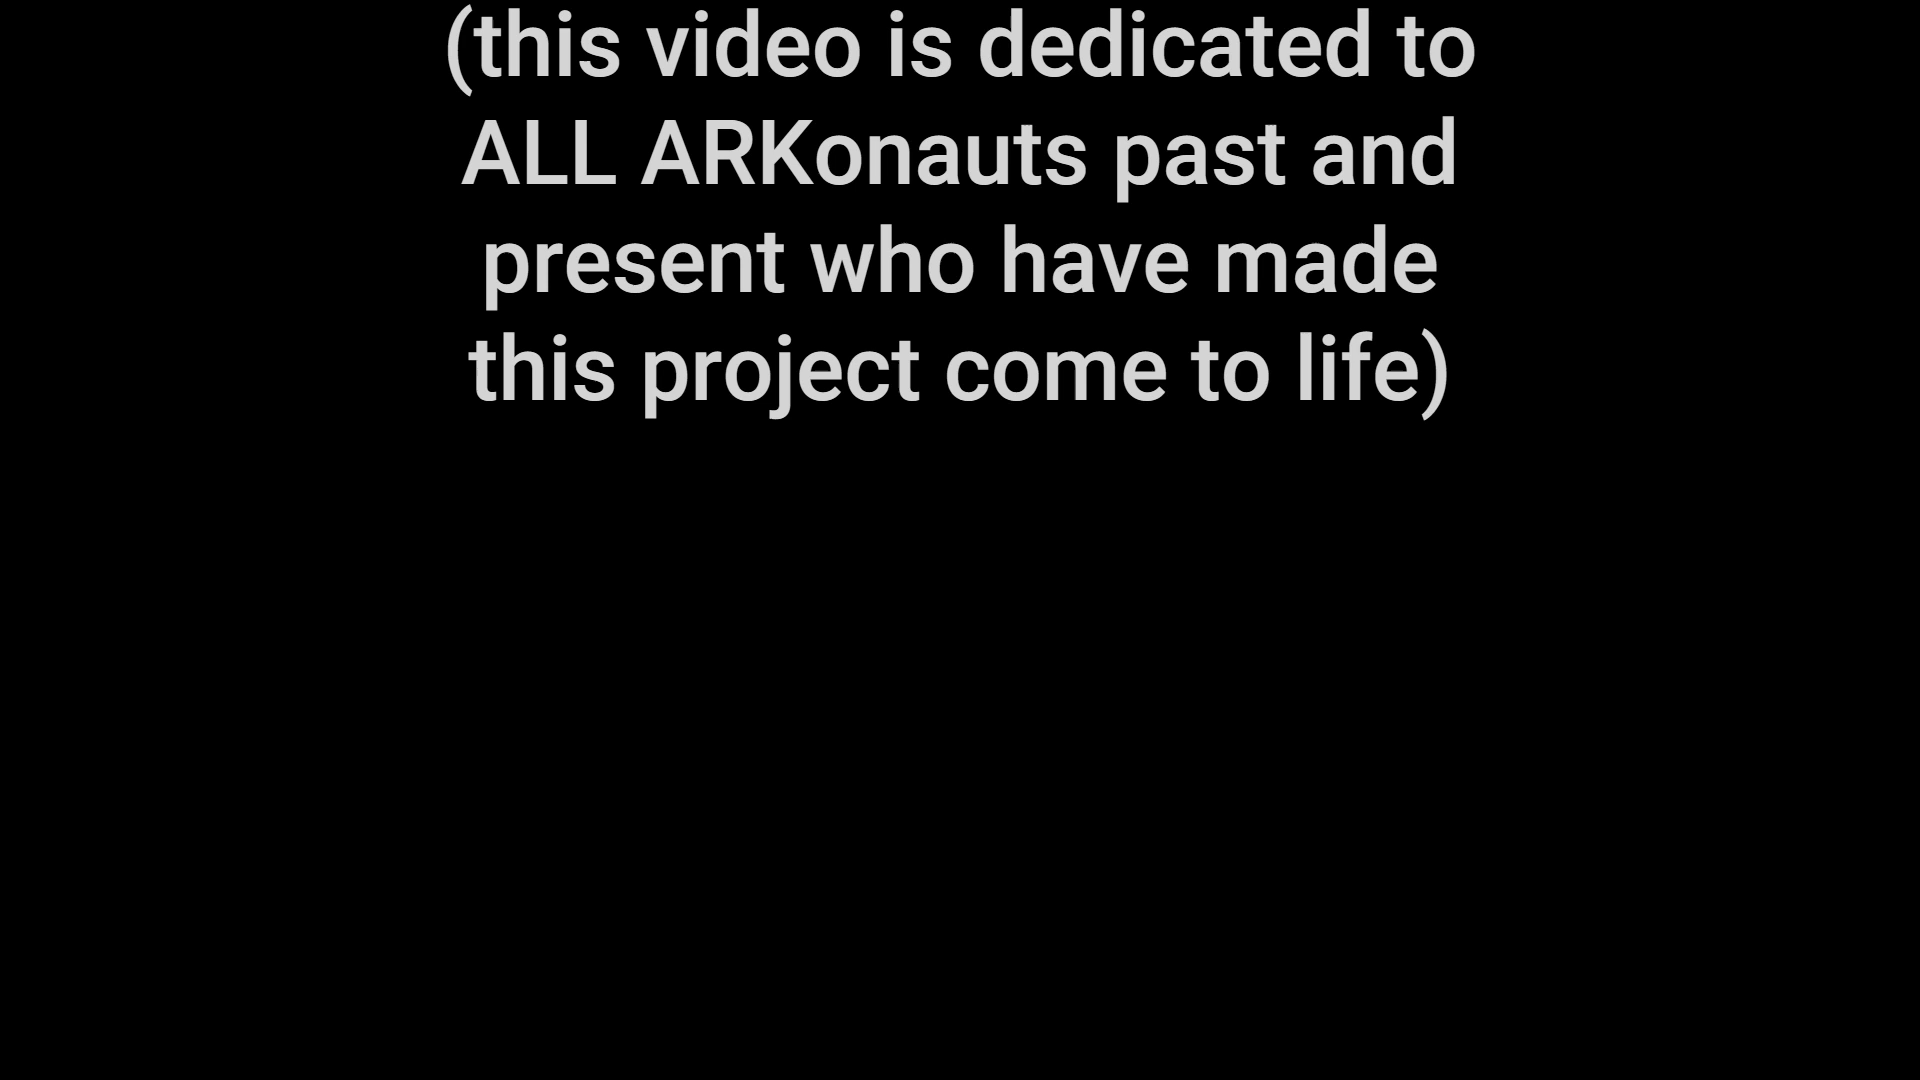 (this video is dedicated to
ALL ARKonauts past and
present who have made
this project come to life)